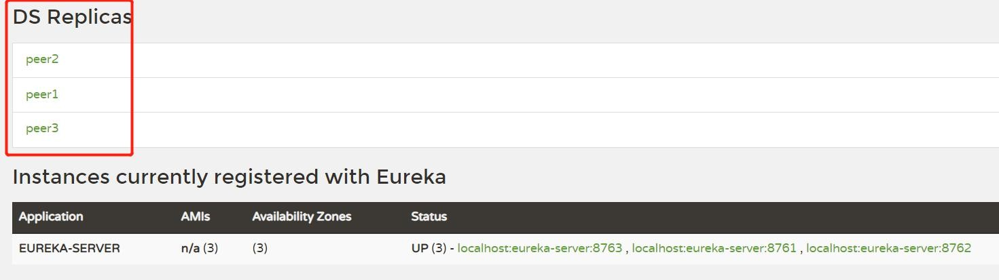 DS Replicas
peer2
peer1
peer3
Instances currently registered with Eureka
Application AMIs Availability Zones Status
EUREKA-SERVER n/a (3) (3) UP (3) - localhost:eureka-server:8763 , localhost:eureka-server:8761 , localhost:eureka-server:8762